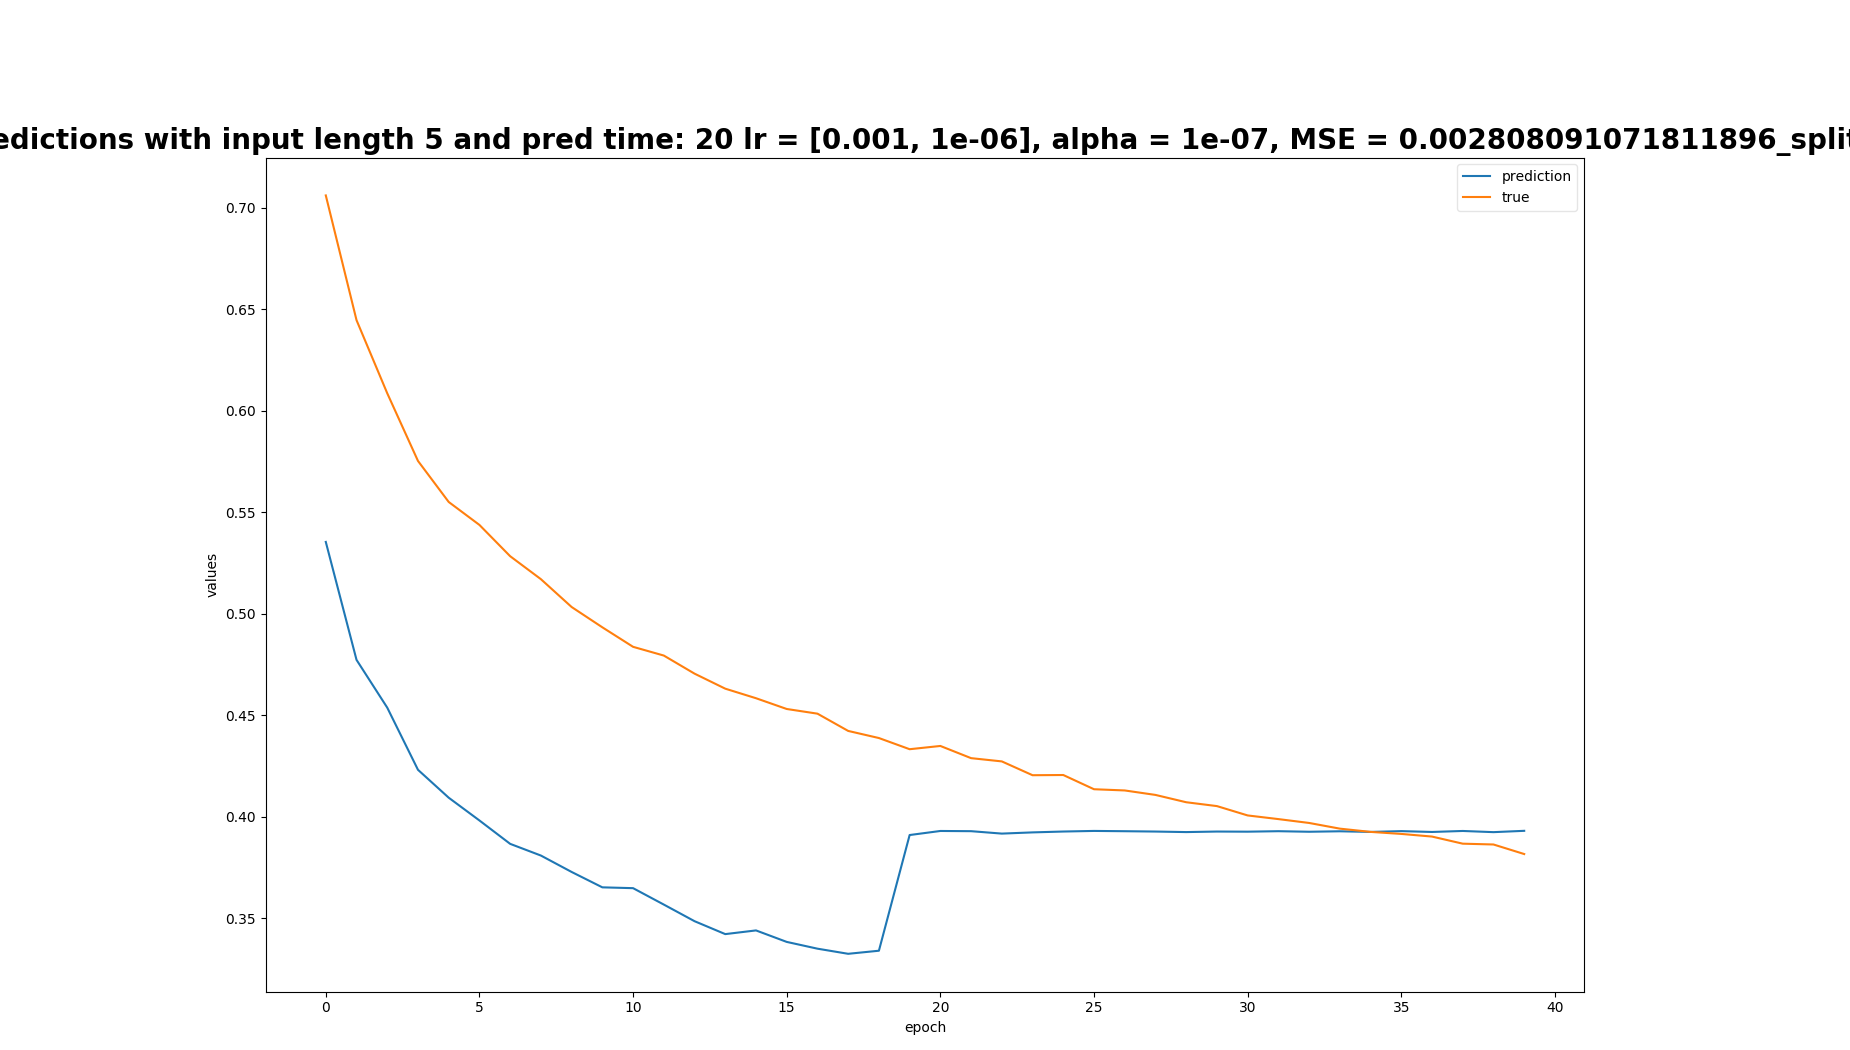 edictions with input length 5 and pred time: 20 lr = [0.001, 1e-06], alpha = 1e-07, MSE = 0.002808091071811896_split
prediction
true
0.70
0.65
0.60
0.55
0.50
0.45
0.40
0.35
values
0 5 10 15 20 25 30 35 40
epoch